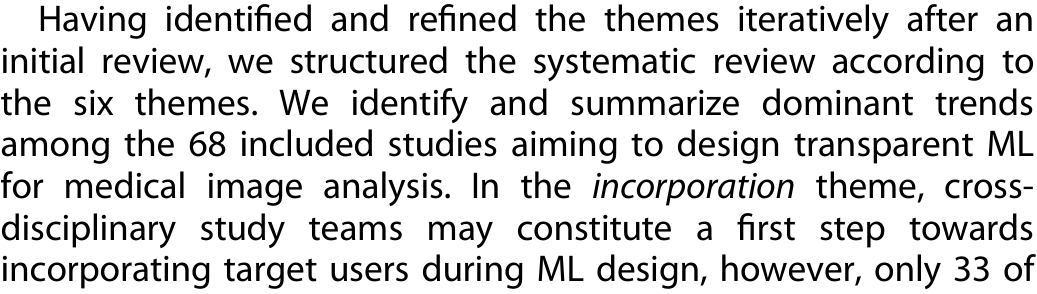 Having identified and refined the themes iteratively after an
initial review, we structured the systematic review according to
the six themes. We identify and summarize dominant trends
among the 68 included studies aiming to design transparent ML
for medical image analysis. In the incorporation theme, cross-
disciplinary study teams may constitute a first step towards
incorporating target users during ML design, however, only 33 of